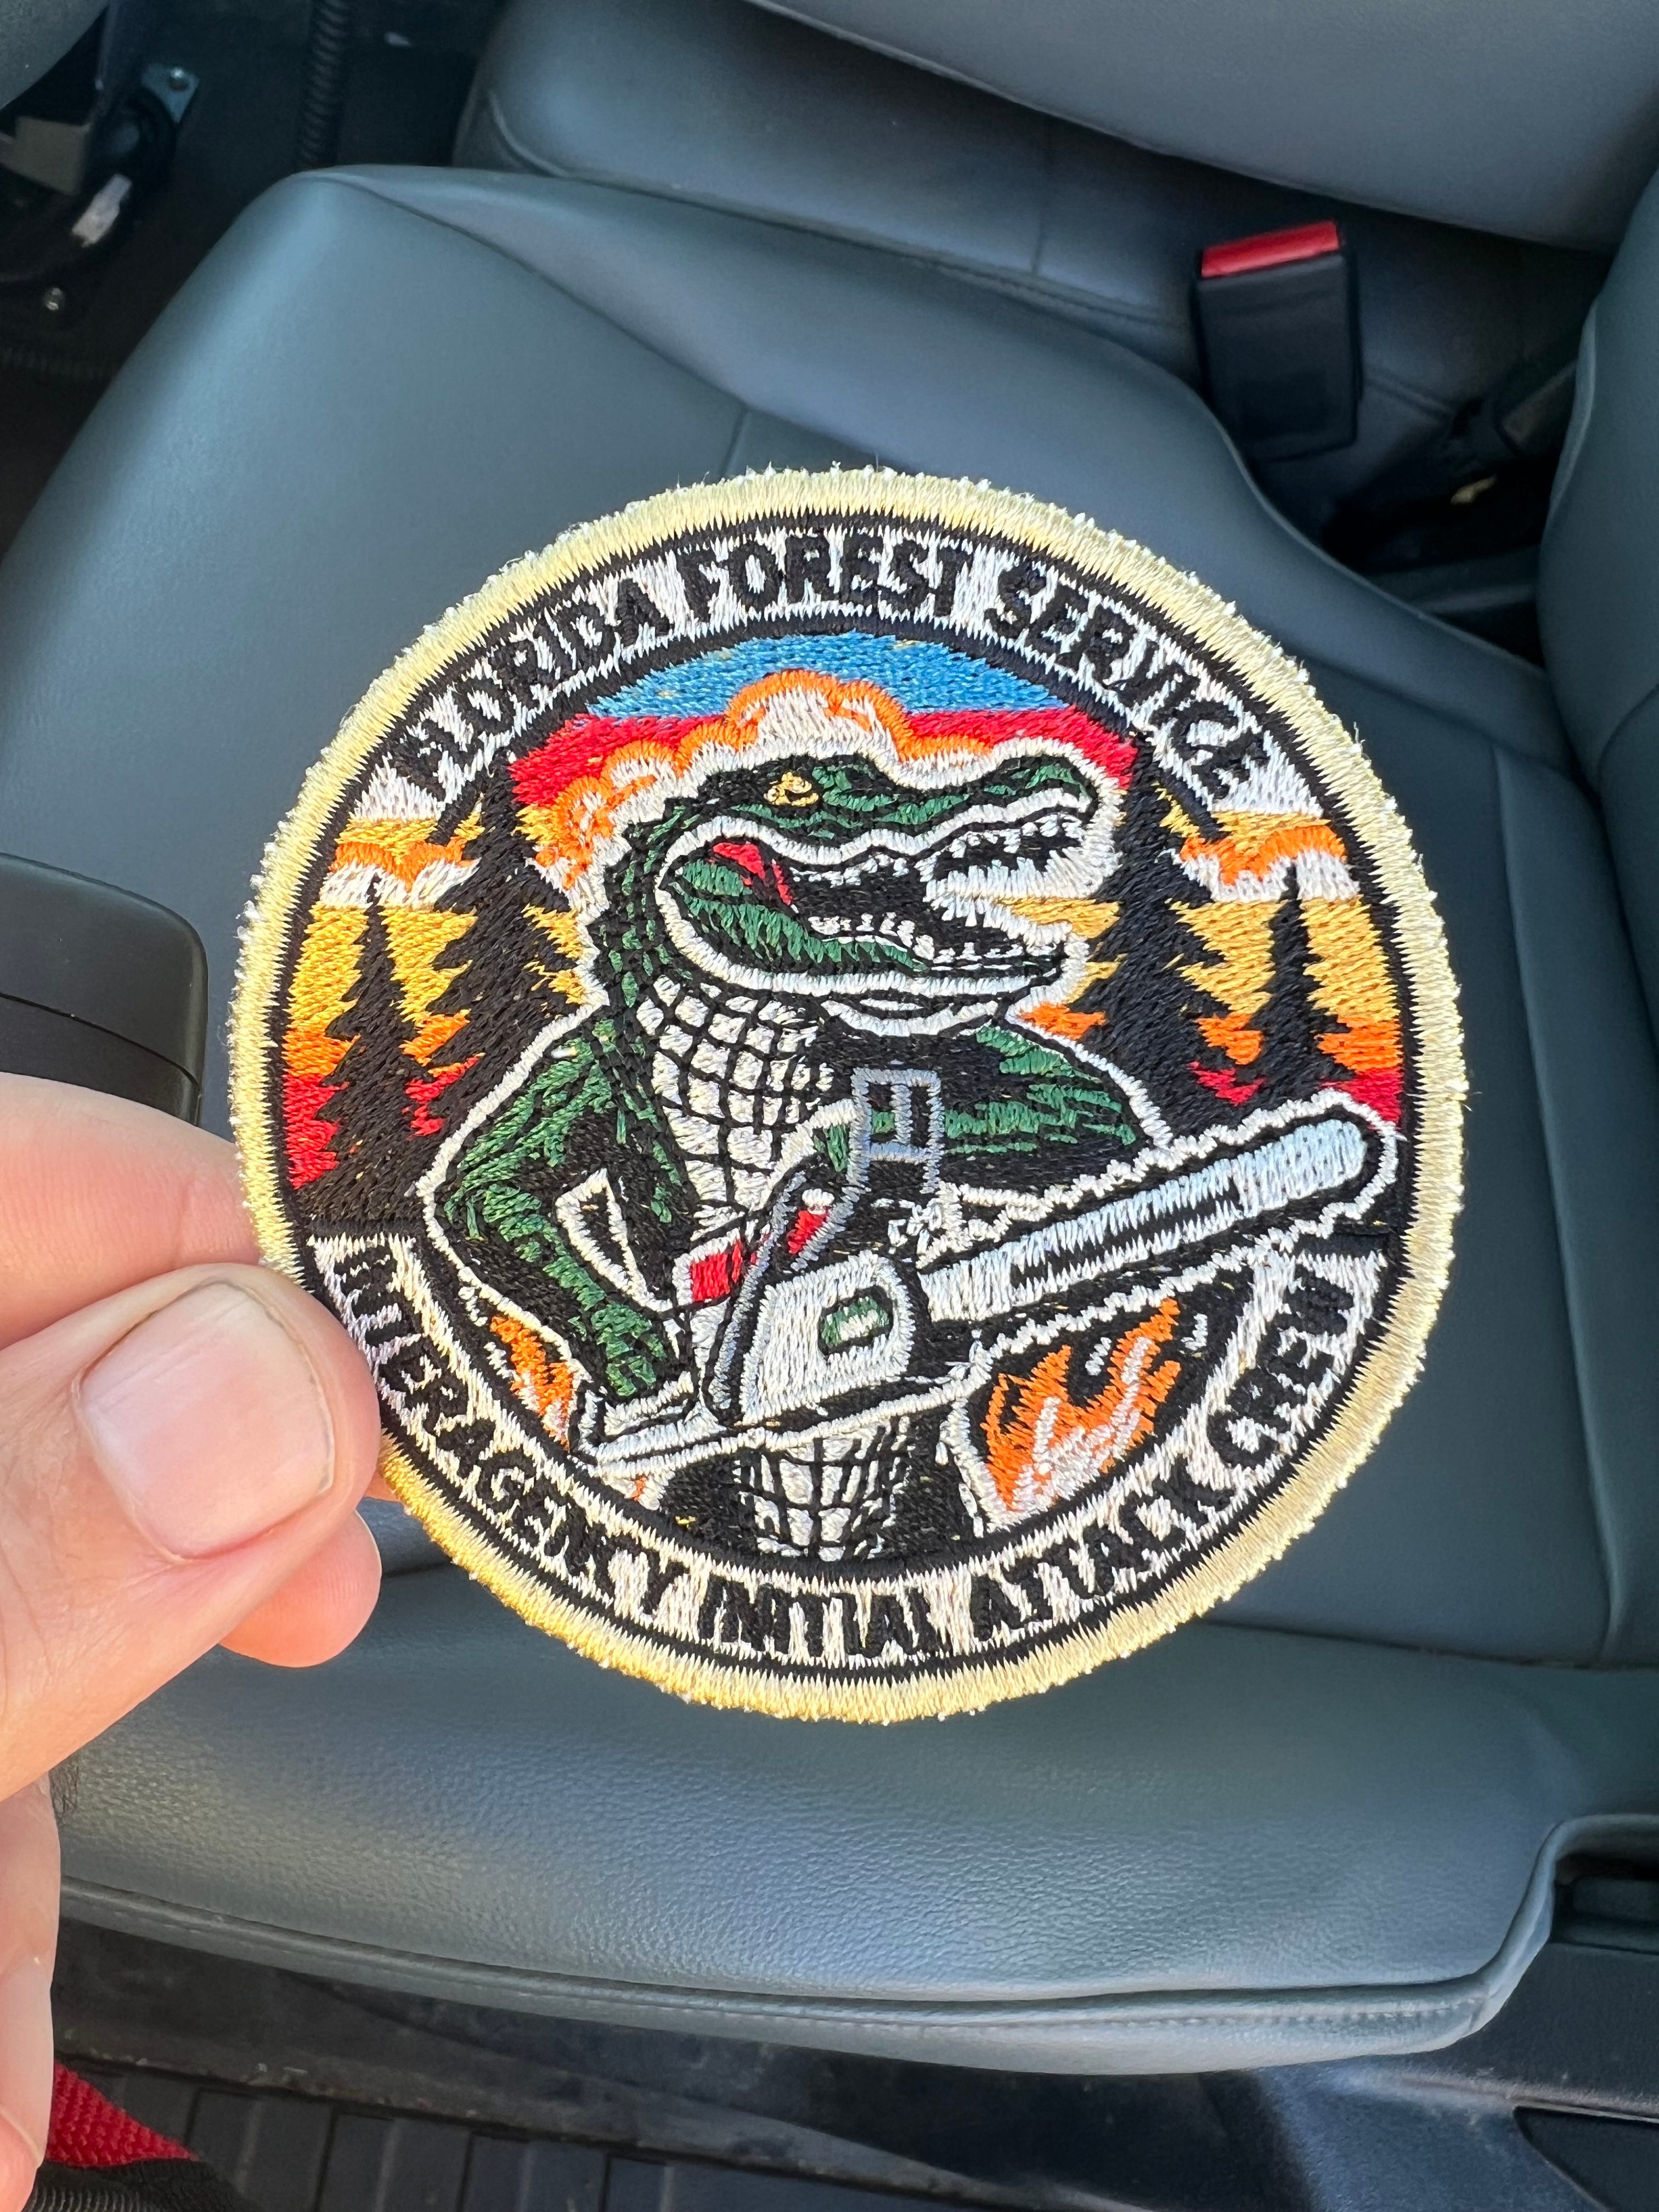 FLORIDA FOREST SERVICE
INTERAGENCY INITIAL ATTACK CREW